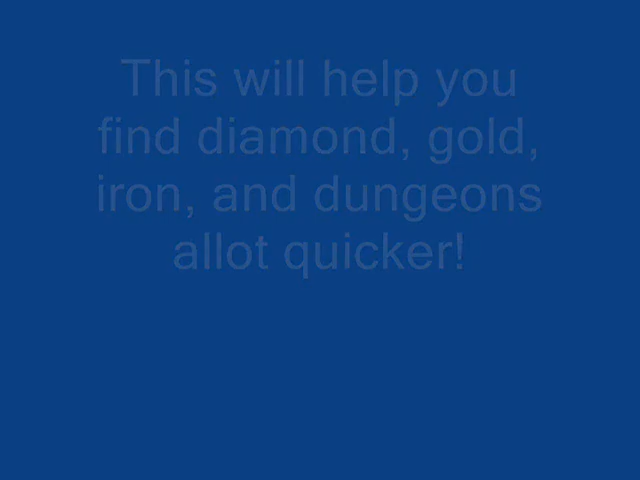 This will help you
find diamond, gold,
iron, and dungeons
allot quicker!